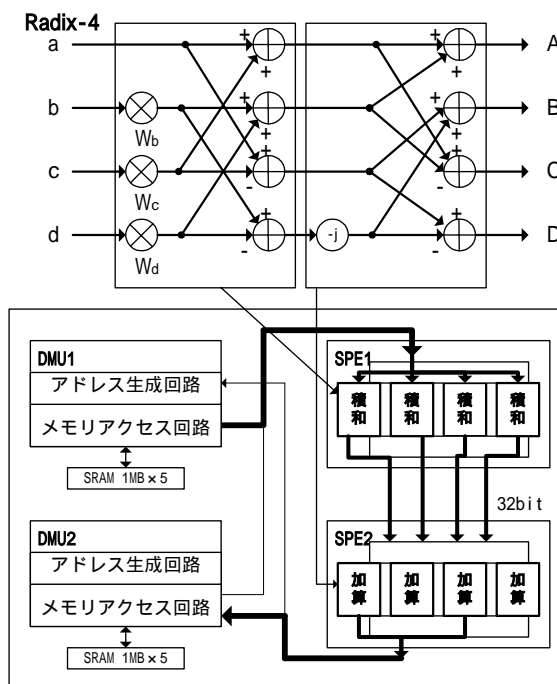 Radix-4
a
+
+
A
+
+
b
+
+
B
W_b
+
+
+
+
c
-
-
C
W_c
+
+
d
-j
D
-
-
W_d
DMU1
アドレス生成回路
メモリアクセス回路
SRAM 1MB×5
SPE1
積和
積和
積和
積和
32bit
DMU2
アドレス生成回路
メモリアクセス回路
SRAM 1MB×5
SPE2
加算
加算
加算
加算